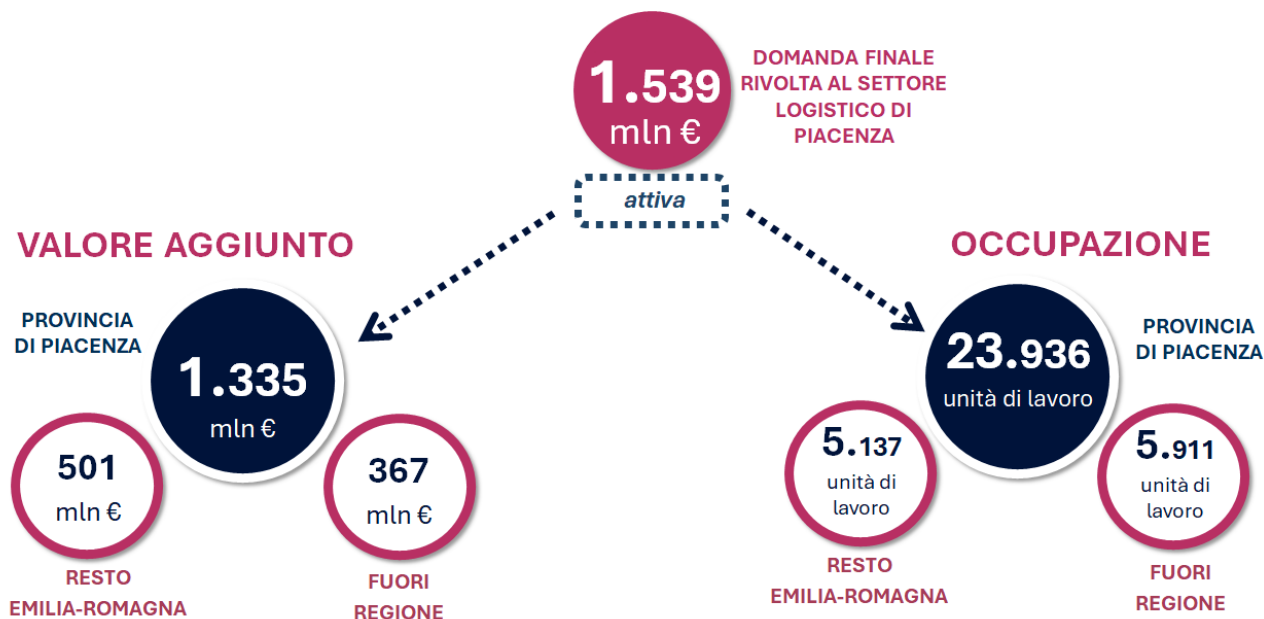 1.539
mln €
DOMANDA FINALE
RIVOLTA AL SETTORE
LOGISTICO DI
PIACENZA
attiva
VALORE AGGIUNTO
PROVINCIA
DI PIACENZA
1.335
mln €
501
mln €
RESTO
EMILIA-ROMAGNA
367
mln €
FUORI
REGIONE
OCCUPAZIONE
23.936
unità di lavoro
PROVINCIA
DI PIACENZA
5.137
unità di
lavoro
RESTO
EMILIA-ROMAGNA
5.911
unità di
lavoro
FUORI
REGIONE